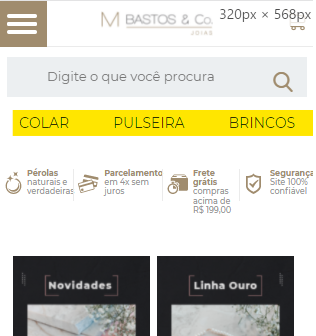 M BASTOS & Co.
JOIAS
320px × 568px
Digite o que você procura
COLAR PULSEIRA BRINCOS
Pérolas
naturais e
verdadeiras
Parcelamento
em 4x sem
juros
Frete
grátis
compras
acima de
R$ 199,00
Segurança
Site 100%
confiável
Novidades
Linha Ouro